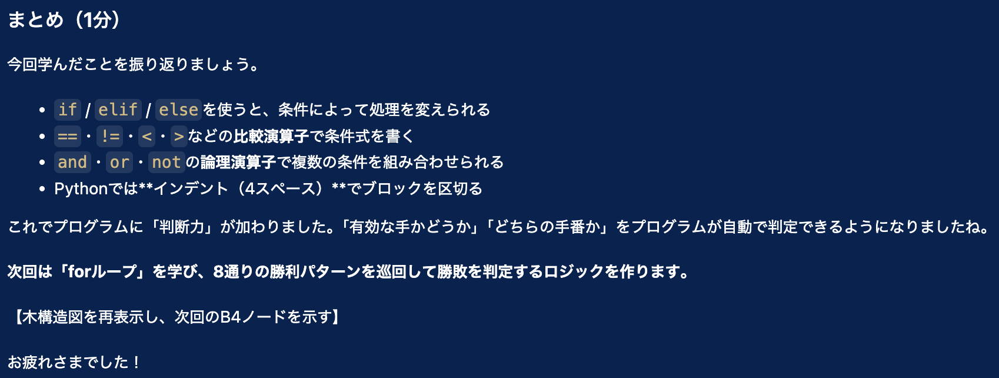 まとめ（1分）
今回学んだことを振り返りましょう。
• if / elif / elseを使うと、条件によって処理を変えられる
• ==・!=・<・>などの比較演算子で条件式を書く
• and・or・notの論理演算子で複数の条件を組み合わせられる
• Pythonでは**インデント（4スペース）**でブロックを区切る
これでプログラムに「判断力」が加わりました。「有効な手かどうか」「どちらの手番か」をプログラムが自動で判定できるようになりましたね。
次回は「forループ」を学び、8通りの勝利パターンを巡回して勝敗を判定するロジックを作ります。
【木構造図を再表示し、次回のB4ノードを示す】
お疲れさまでした！